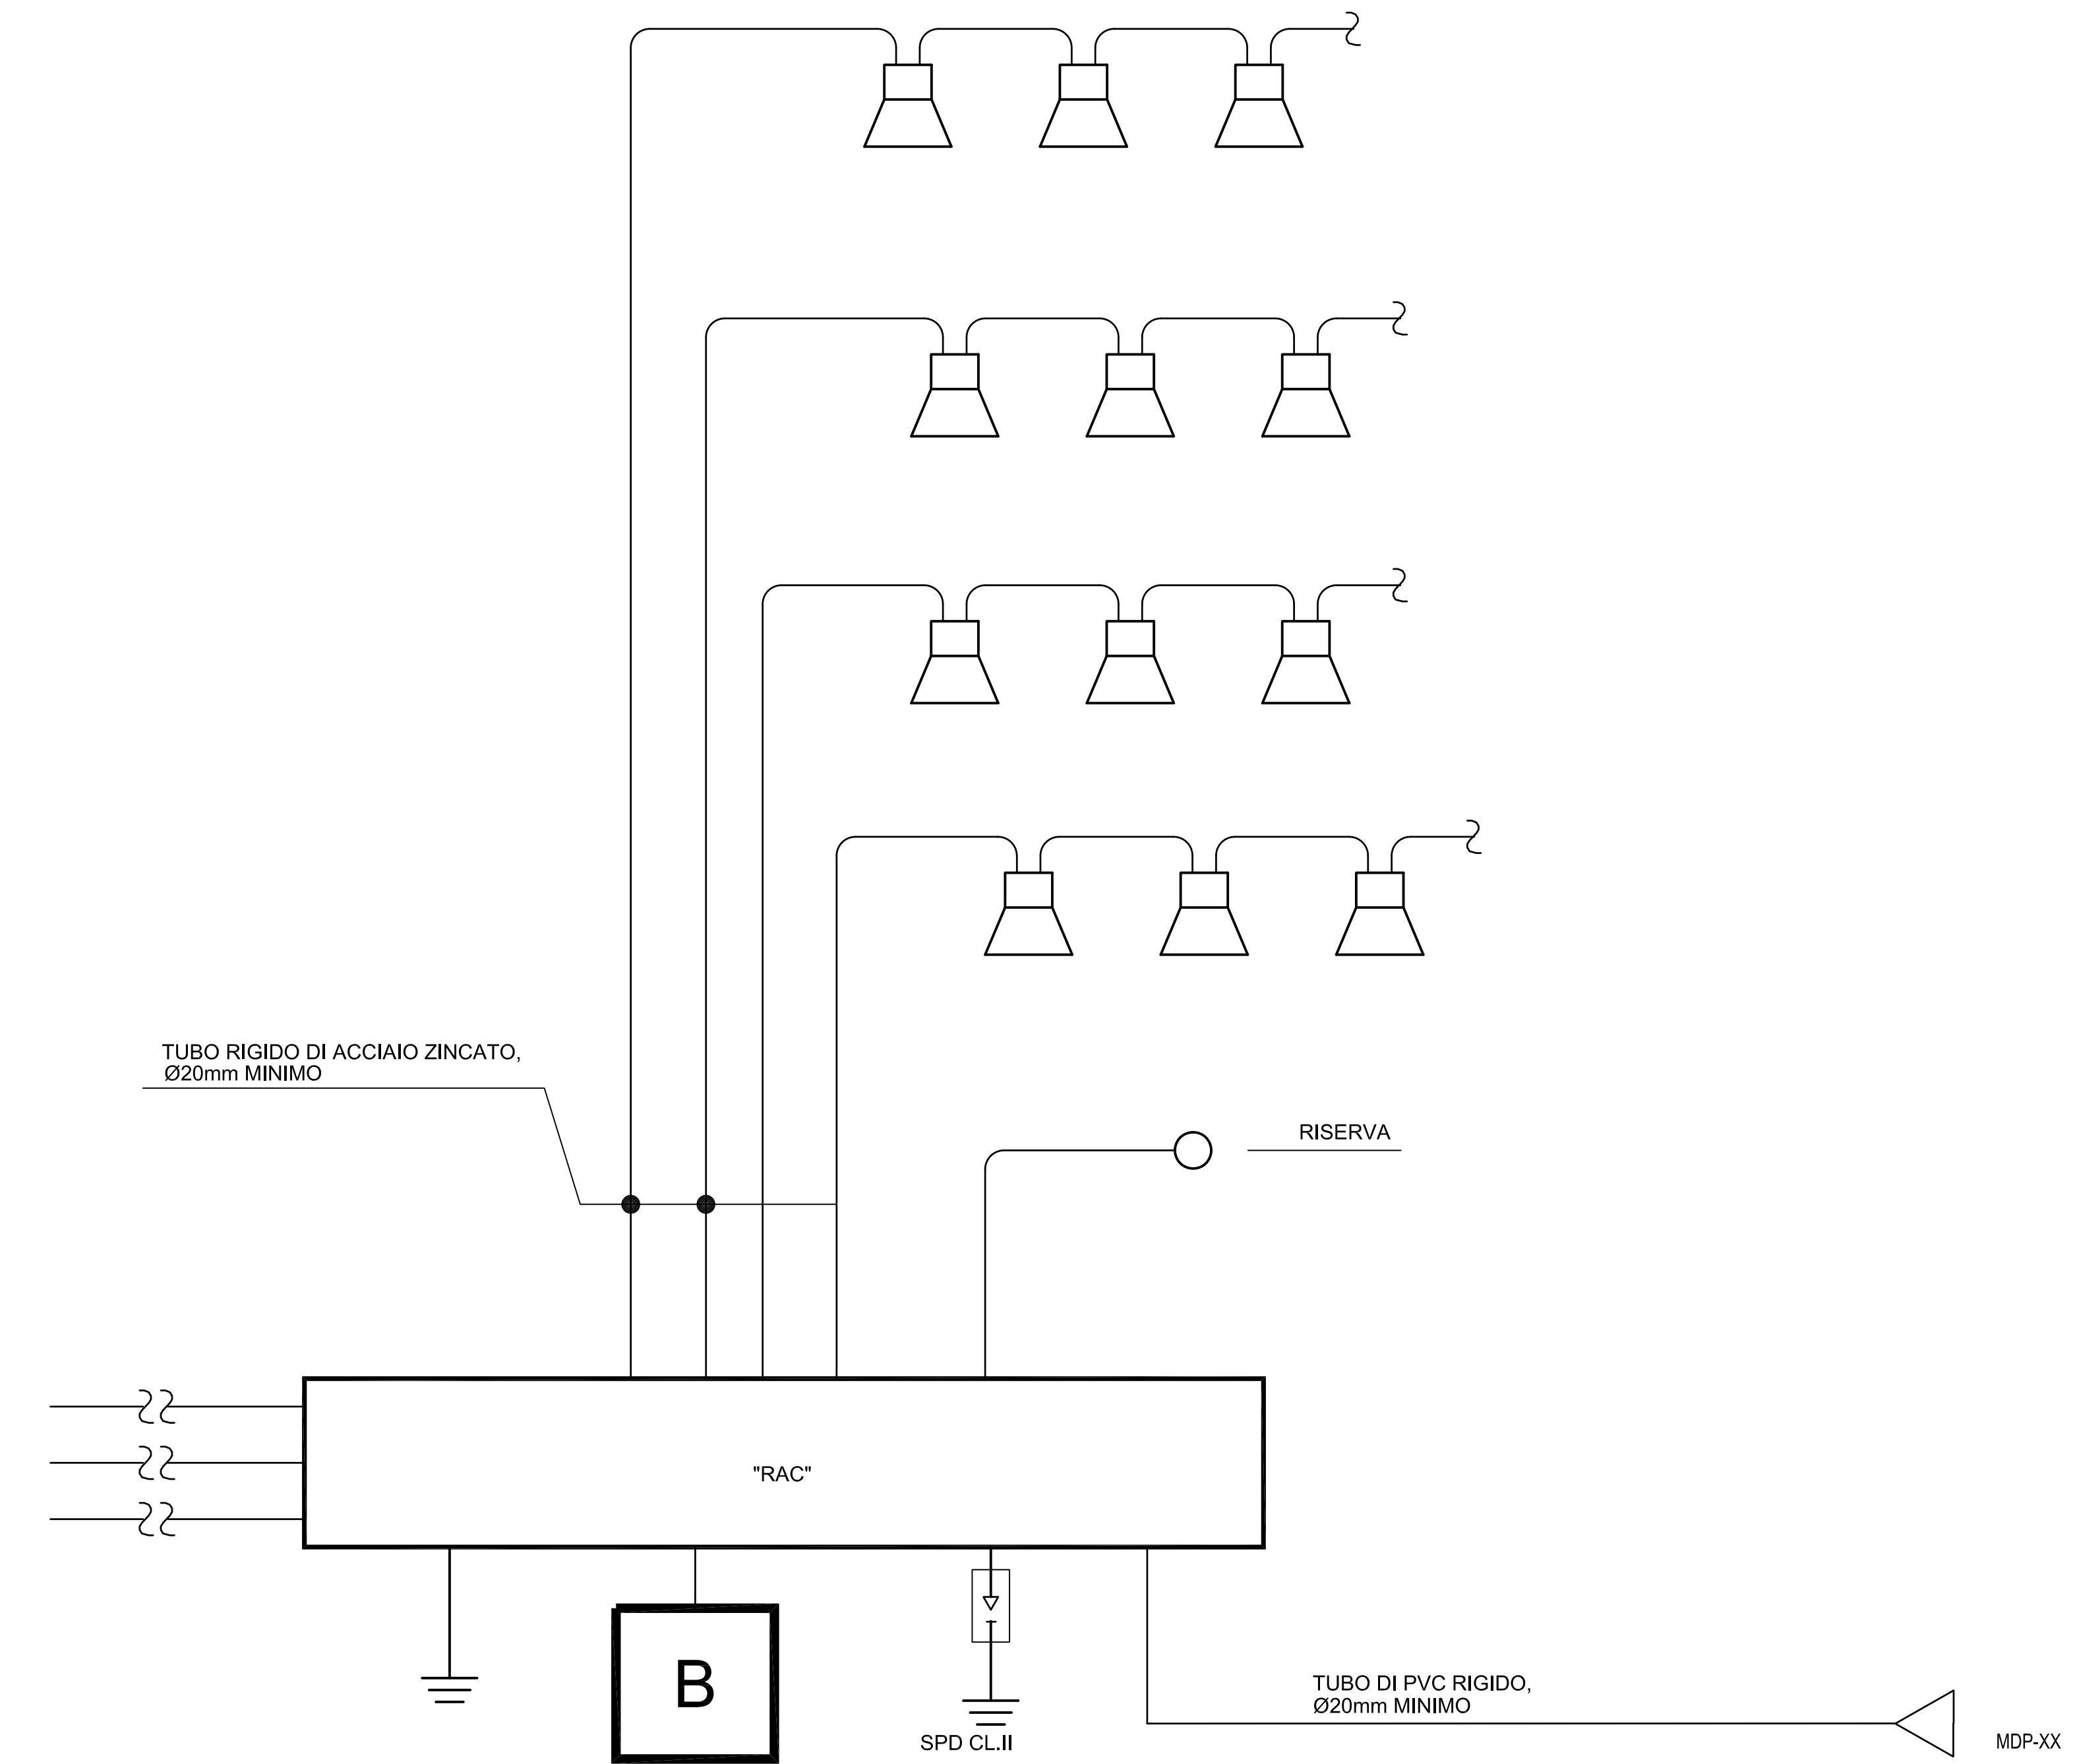 TUBO RIGIDO DI ACCIAIO ZINCATO,
Ø20mm MINIMO
RISERVA
"RAC"
B
SPD CL.II
TUBO DI PVC RIGIDO,
Ø20mm MINIMO
MDP-XX